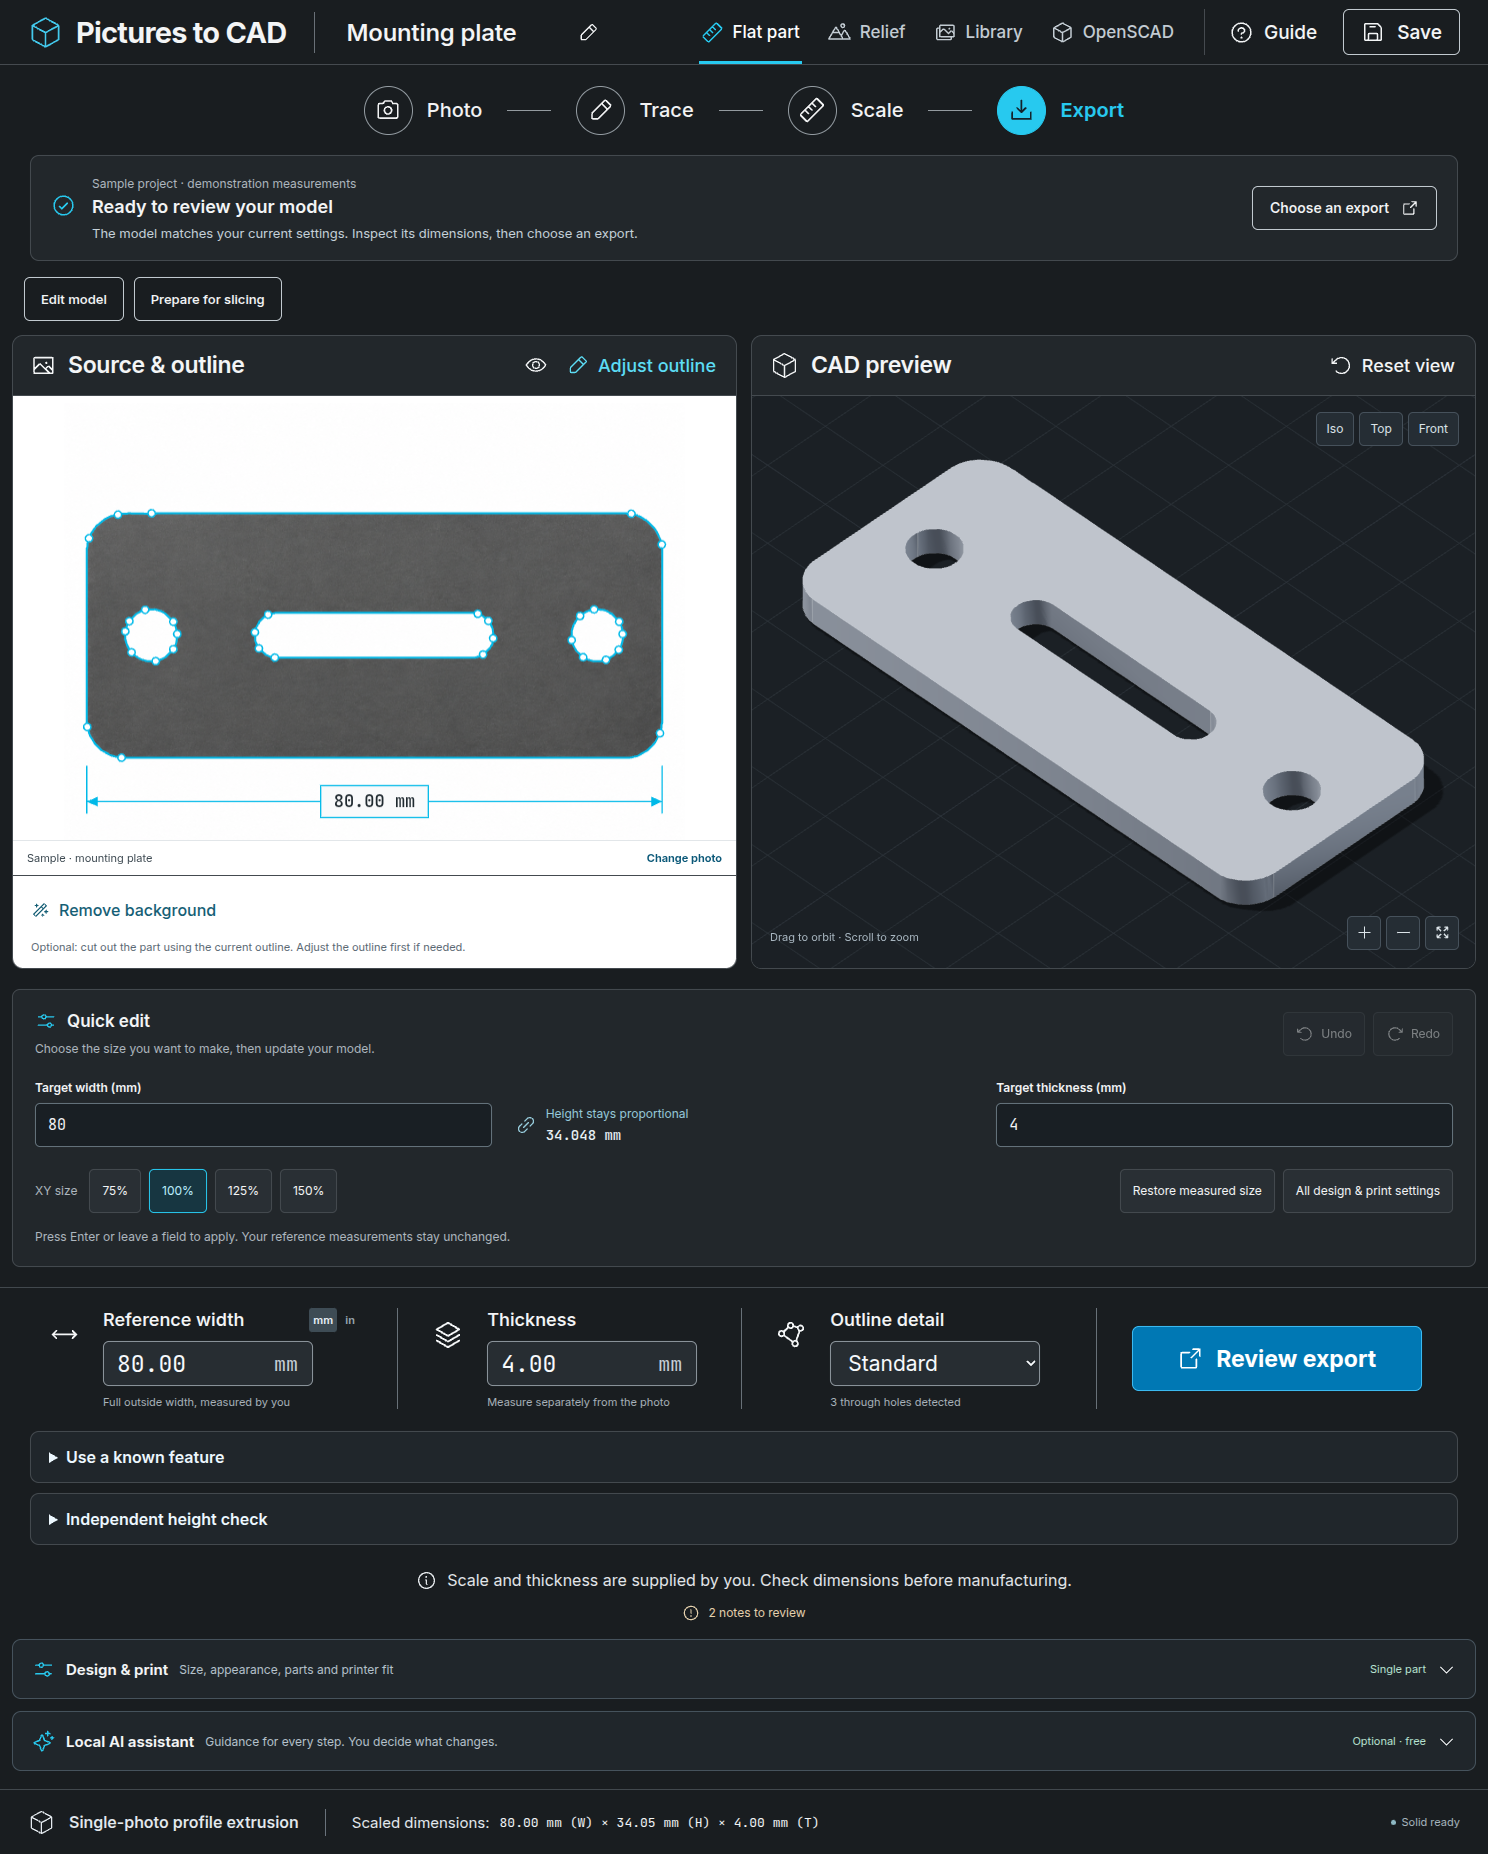 Pictures to CAD
Mounting plate
Flat part
Relief
Library
OpenSCAD
Guide
Save
Photo
Trace
Scale
Export
Sample project · demonstration measurements
Ready to review your model
The model matches your current settings. Inspect its dimensions, then choose an export.
Choose an export
Edit model
Prepare for slicing
Source & outline
Adjust outline
80.00 mm
Sample · mounting plate
Change photo
Remove background
Optional: cut out the part using the current outline. Adjust the outline first if needed.
CAD preview
Reset view
Iso
Top
Front
Drag to orbit · Scroll to zoom
Quick edit
Choose the size you want to make, then update your model.
Undo
Redo
Target width (mm)
80
Height stays proportional
34.048 mm
Target thickness (mm)
4
XY size
75%
100%
125%
150%
Restore measured size
All design & print settings
Press Enter or leave a field to apply. Your reference measurements stay unchanged.
Reference width
mm
in
80.00 mm
Full outside width, measured by you
Thickness
4.00 mm
Measure separately from the photo
Outline detail
Standard
3 through holes detected
Review export
Use a known feature
Independent height check
Scale and thickness are supplied by you. Check dimensions before manufacturing.
2 notes to review
Design & print
Size, appearance, parts and printer fit
Single part
Local AI assistant
Guidance for every step. You decide what changes.
Optional · free
Single-photo profile extrusion
Scaled dimensions: 80.00 mm (W) × 34.05 mm (H) × 4.00 mm (T)
Solid ready